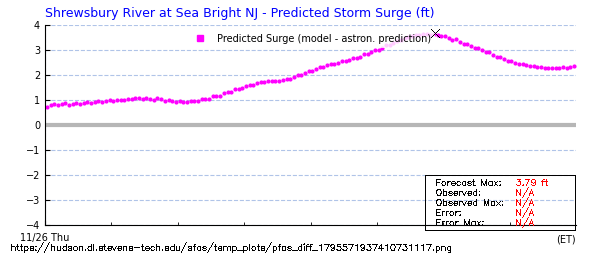 Shrewsbury River at Sea Bright NJ - Predicted Storm Surge (ft)
4
Predicted Surge (model - astron. prediction)
3
2
1
0
−1
−2
Forecast Max: 3.79 ft
Observed: N/A
−3
Observed Max: N/A
Error: N/A
Error Max: N/A
−4
11/26 Thu
(ET)
https://hudson.dl.stevens-tech.edu/sfas/temp_plots/pfas_diff_1795571937410731117.png